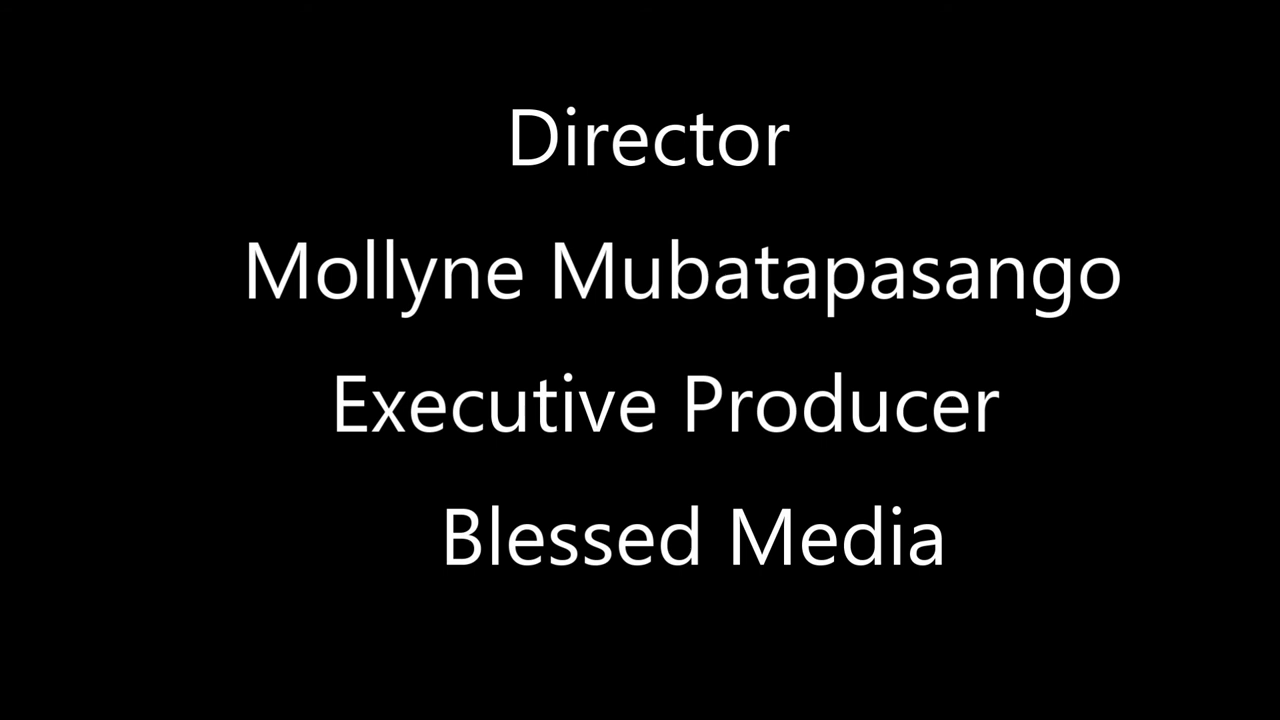 Director
Mollyne Mubatapasango
Executive Producer
Blessed Media